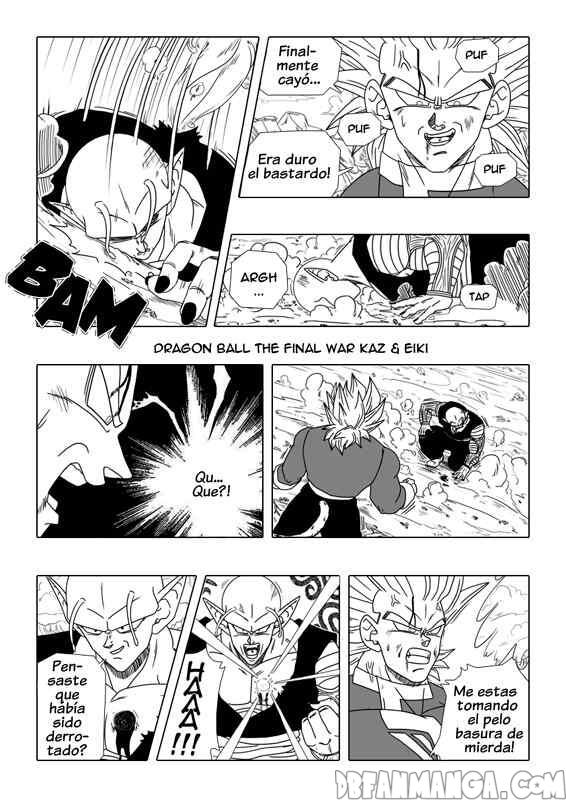 BAM
Final-
mente
cayó...
PUF
PUF
Era duro
el bastardo!
PUF
ARGH
...
TAP
DRAGON BALL THE FINAL WAR KAZ & EIKI
Qu...
Que?!
Pen-
saste que
había
sido
derro-
tado?
HAAA!!!
Me estas
tomando
el pelo
basura de
mierda!
DBFANMANGA.COM